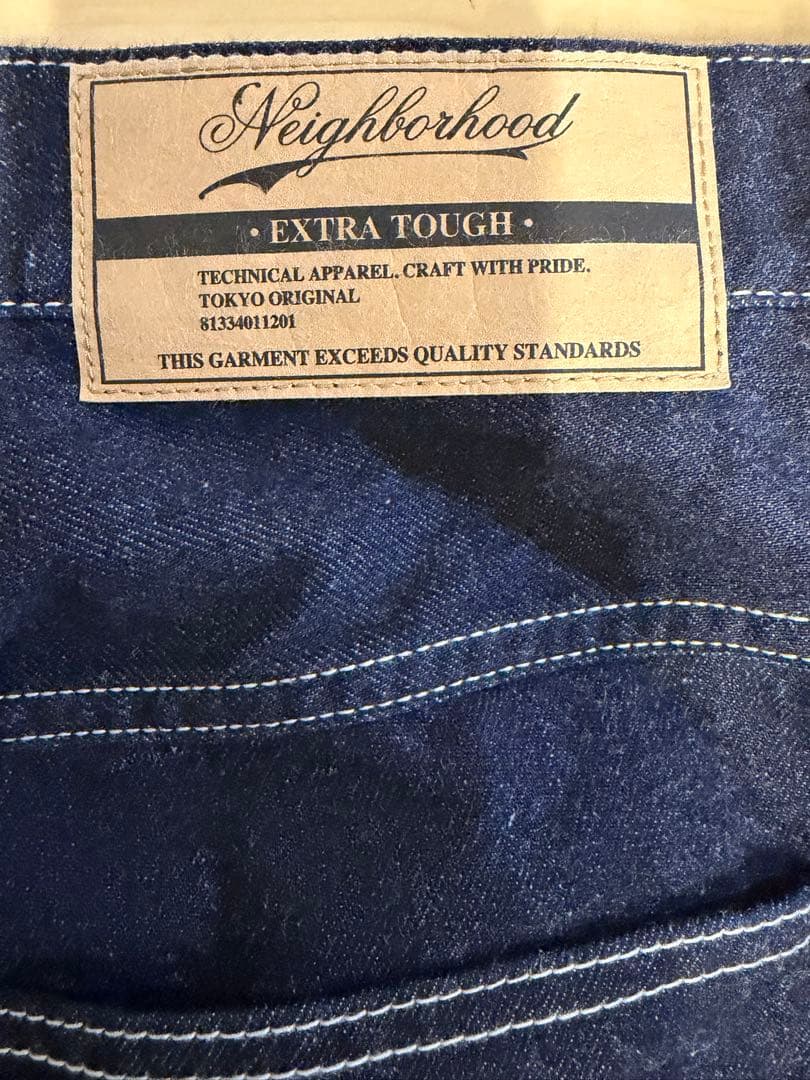 Neighborhood
• EXTRA TOUGH •
TECHNICAL APPAREL. CRAFT WITH PRIDE.
TOKYO ORIGINAL
81334011201
THIS GARMENT EXCEEDS QUALITY STANDARDS